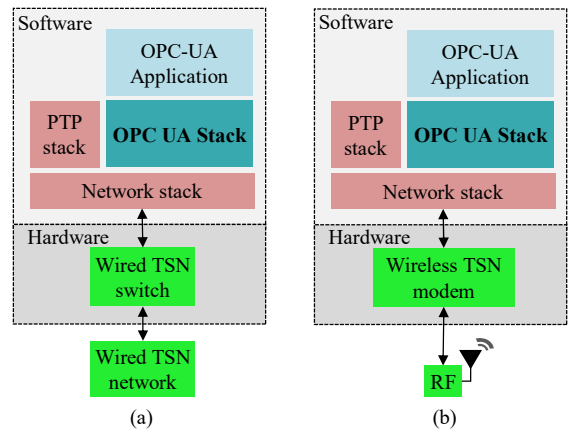 Software
OPC-UA
Application
PTP
stack
OPC UA Stack
Network stack
Hardware
Wired TSN
switch
Wired TSN
network
(a)
Software
OPC-UA
Application
PTP
stack
OPC UA Stack
Network stack
Hardware
Wireless TSN
modem
RF
(b)